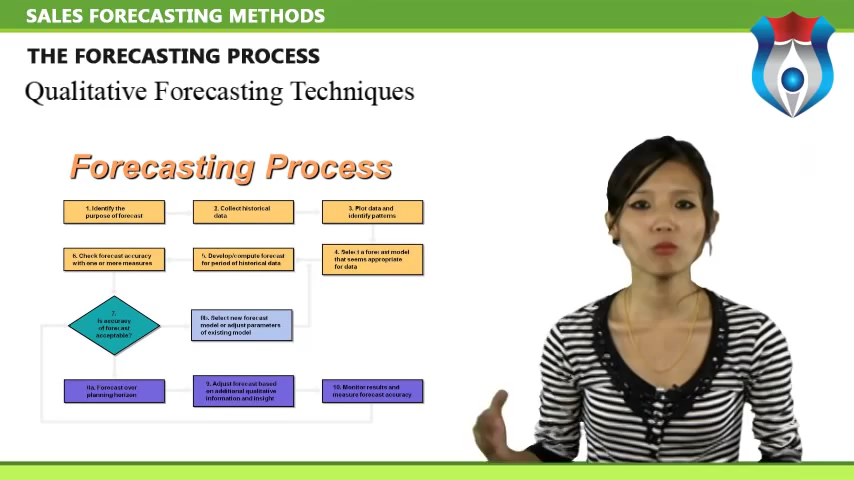 SALES FORECASTING METHODS
THE FORECASTING PROCESS
Qualitative Forecasting Techniques
Forecasting Process
1. Identify the
purpose of forecast
2. Collect historical
data
3. Plot data and
identify patterns
6. Check forecast accuracy
with one or more measures
5. Develop/compute forecast
for period of historical data
4. Select a forecast model
that seems appropriate
for data
7.
Is accuracy
of forecast
acceptable?
8b. Select new forecast
model or adjust parameters
of existing model
8a. Forecast over
planning horizon
9. Adjust forecast based
on additional qualitative
information and insight
10. Monitor results and
measure forecast accuracy